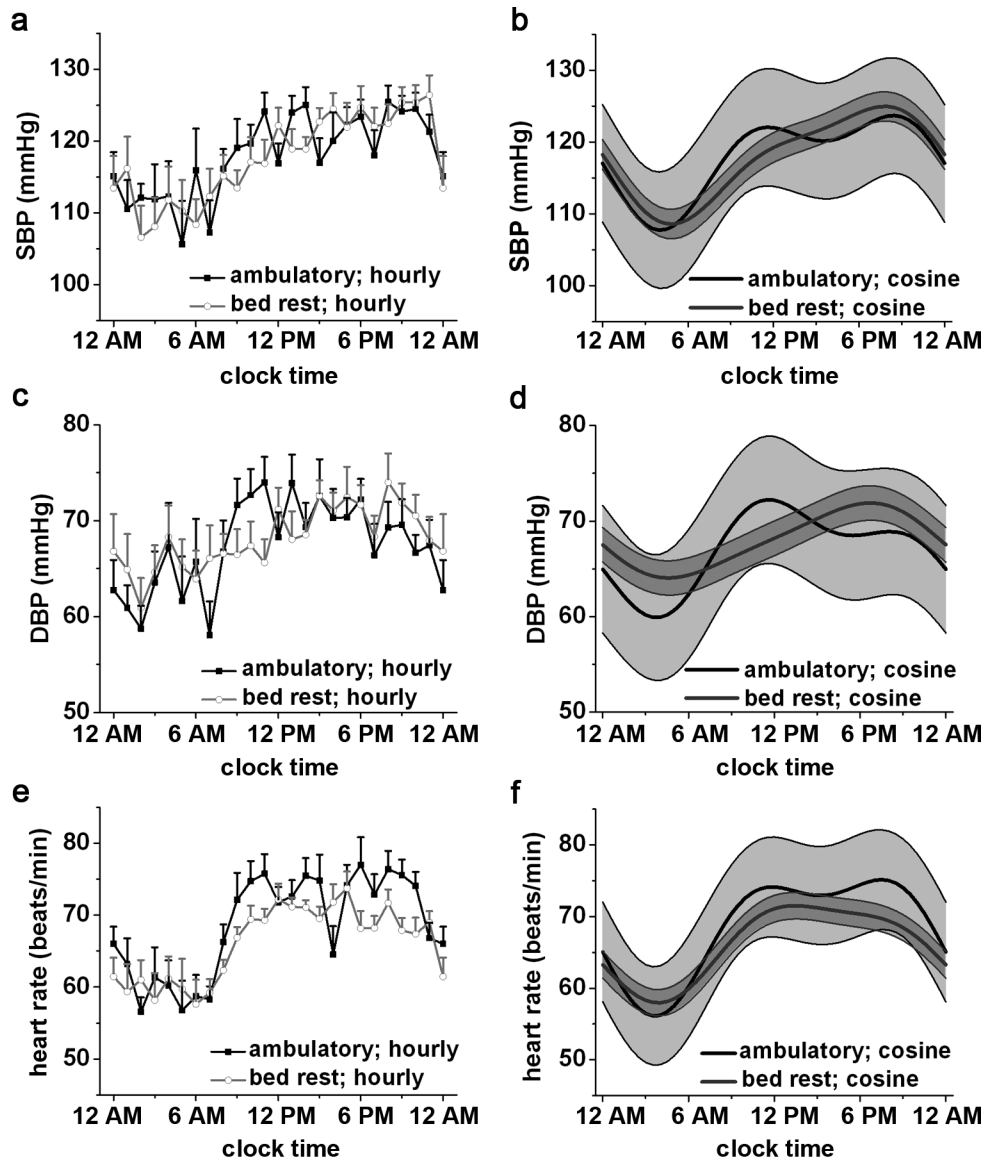 a
130
120
110
100
SBP (mmHg)
ambulatory; hourly
bed rest; hourly
12 AM 6 AM 12 PM 6 PM 12 AM
clock time
b
130
120
110
100
SBP (mmHg)
ambulatory; cosine
bed rest; cosine
12 AM 6 AM 12 PM 6 PM 12 AM
clock time
c
80
70
60
50
DBP (mmHg)
ambulatory; hourly
bed rest; hourly
12 AM 6 AM 12 PM 6 PM 12 AM
clock time
d
80
70
60
50
DBP (mmHg)
ambulatory; cosine
bed rest; cosine
12 AM 6 AM 12 PM 6 PM 12 AM
clock time
e
80
70
60
50
heart rate (beats/min)
ambulatory; hourly
bed rest; hourly
12 AM 6 AM 12 PM 6 PM 12 AM
clock time
f
80
70
60
50
heart rate (beats/min)
ambulatory; cosine
bed rest; cosine
12 AM 6 AM 12 PM 6 PM 12 AM
clock time